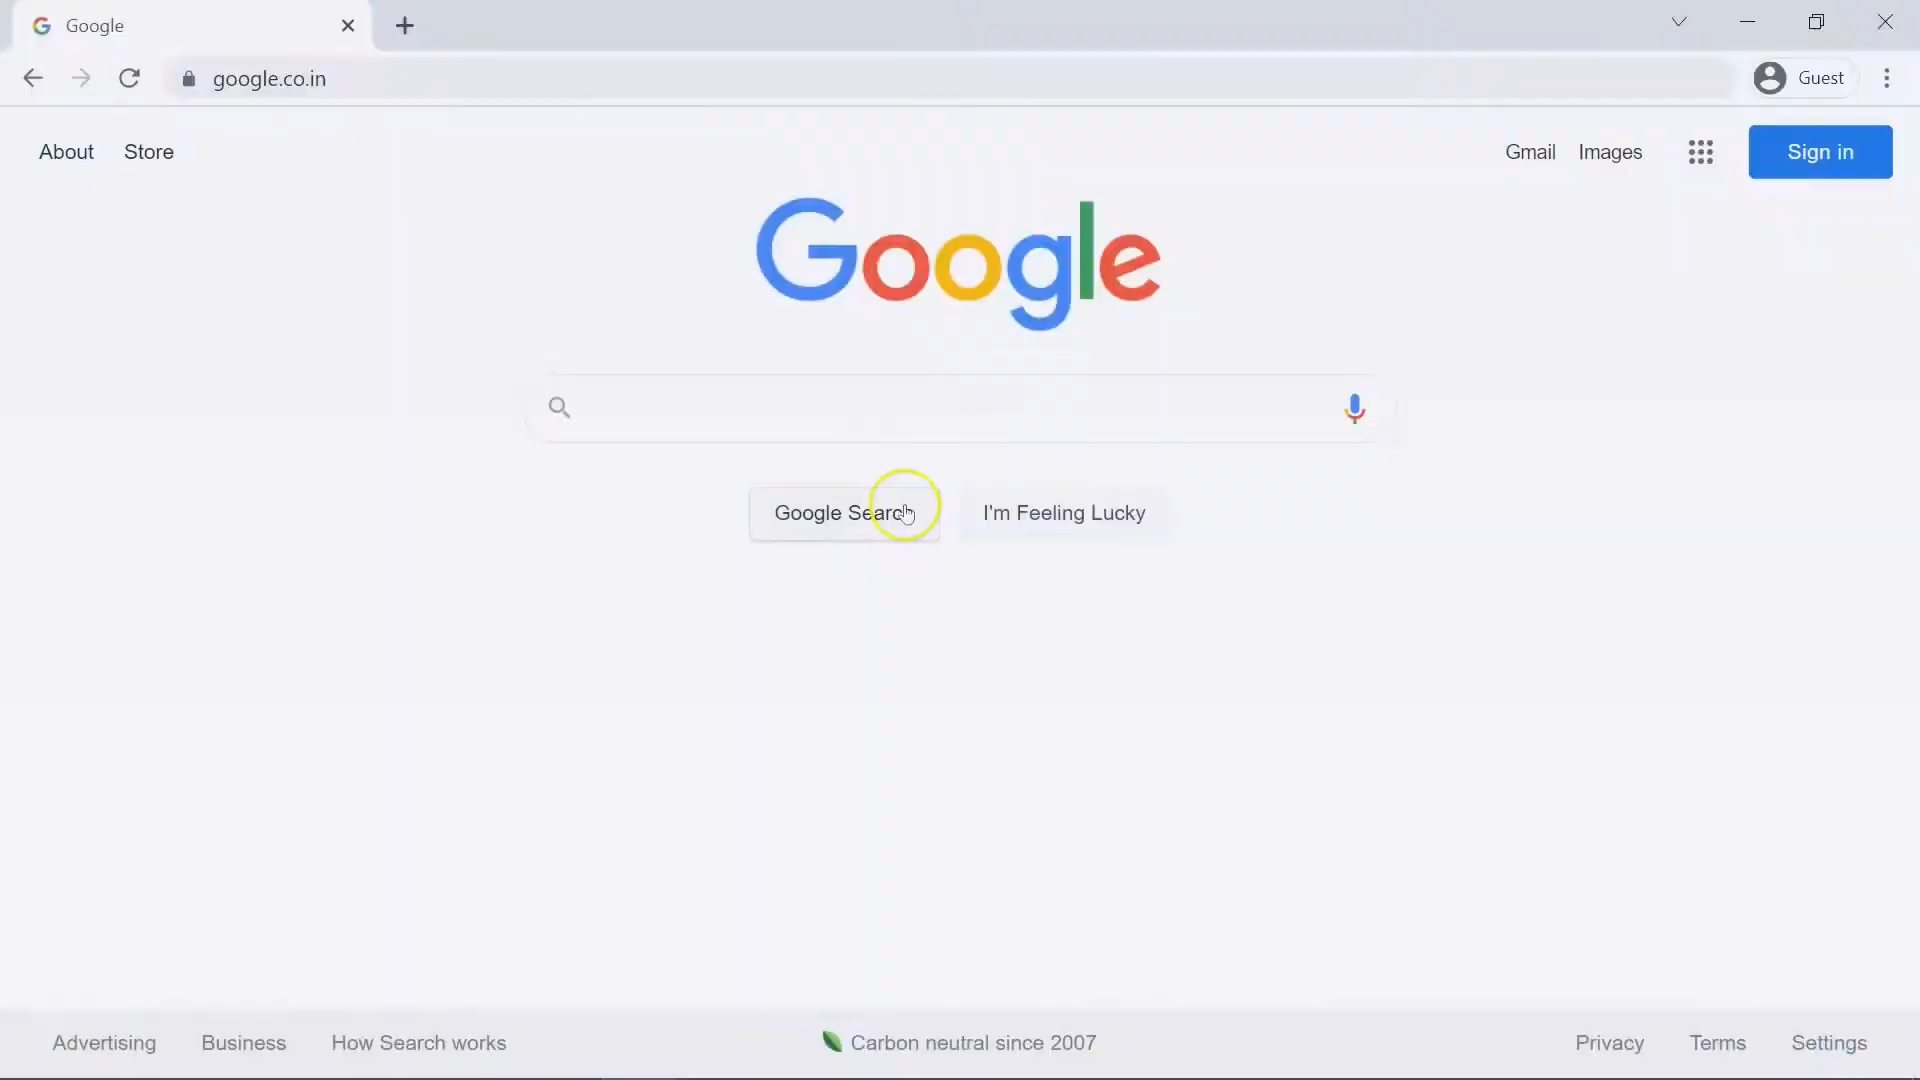 Google
google.co.in
Guest
About Store
Gmail Images Sign in
Google
Google Search I'm Feeling Lucky
Advertising Business How Search works
Carbon neutral since 2007
Privacy Terms Settings